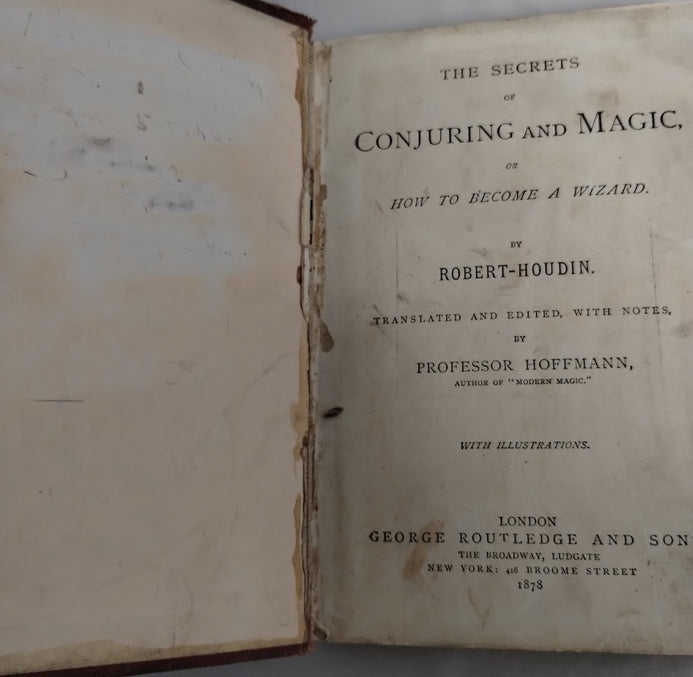 THE SECRETS
OF
CONJURING AND MAGIC,
OR
HOW TO BECOME A WIZARD.
BY
ROBERT-HOUDIN.
TRANSLATED AND EDITED, WITH NOTES,
BY
PROFESSOR HOFFMANN,
AUTHOR OF "MODERN MAGIC."
WITH ILLUSTRATIONS.
LONDON
GEORGE ROUTLEDGE AND SON
THE BROADWAY, LUDGATE
NEW YORK: 416 BROOME STREET
1878